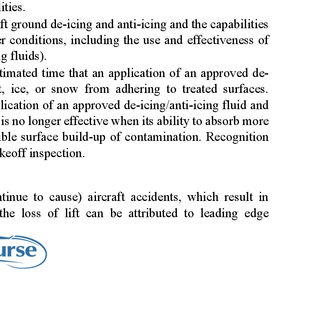 ities.
ft ground de-icing and anti-icing and the capabilities
r conditions, including the use and effectiveness of
g fluids).
timated time that an application of an approved de-
, ice, or snow from adhering to treated surfaces.
lication of an approved de-icing/anti-icing fluid and
is no longer effective when its ability to absorb more
ble surface build-up of contamination. Recognition
keoff inspection.
tinue to cause) aircraft accidents, which result in
the loss of lift can be attributed to leading edge
urse